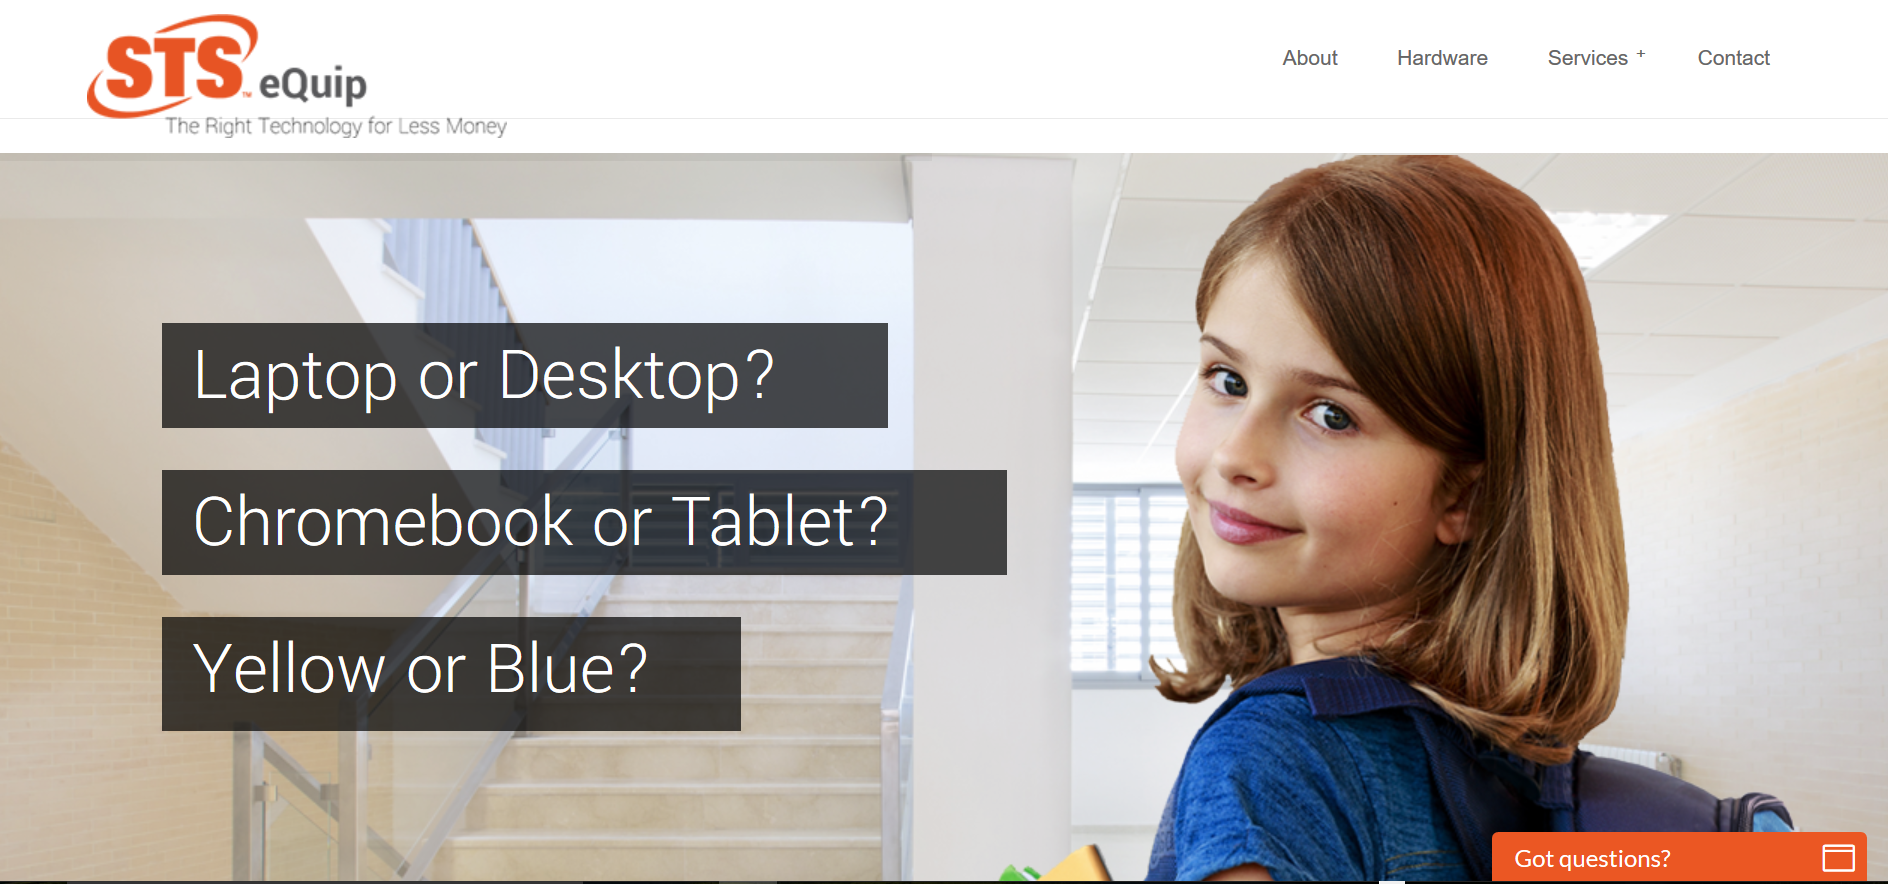 STS™ eQuip
The Right Technology for Less Money
About Hardware Services + Contact
Laptop or Desktop?
Chromebook or Tablet?
Yellow or Blue?
Got questions?